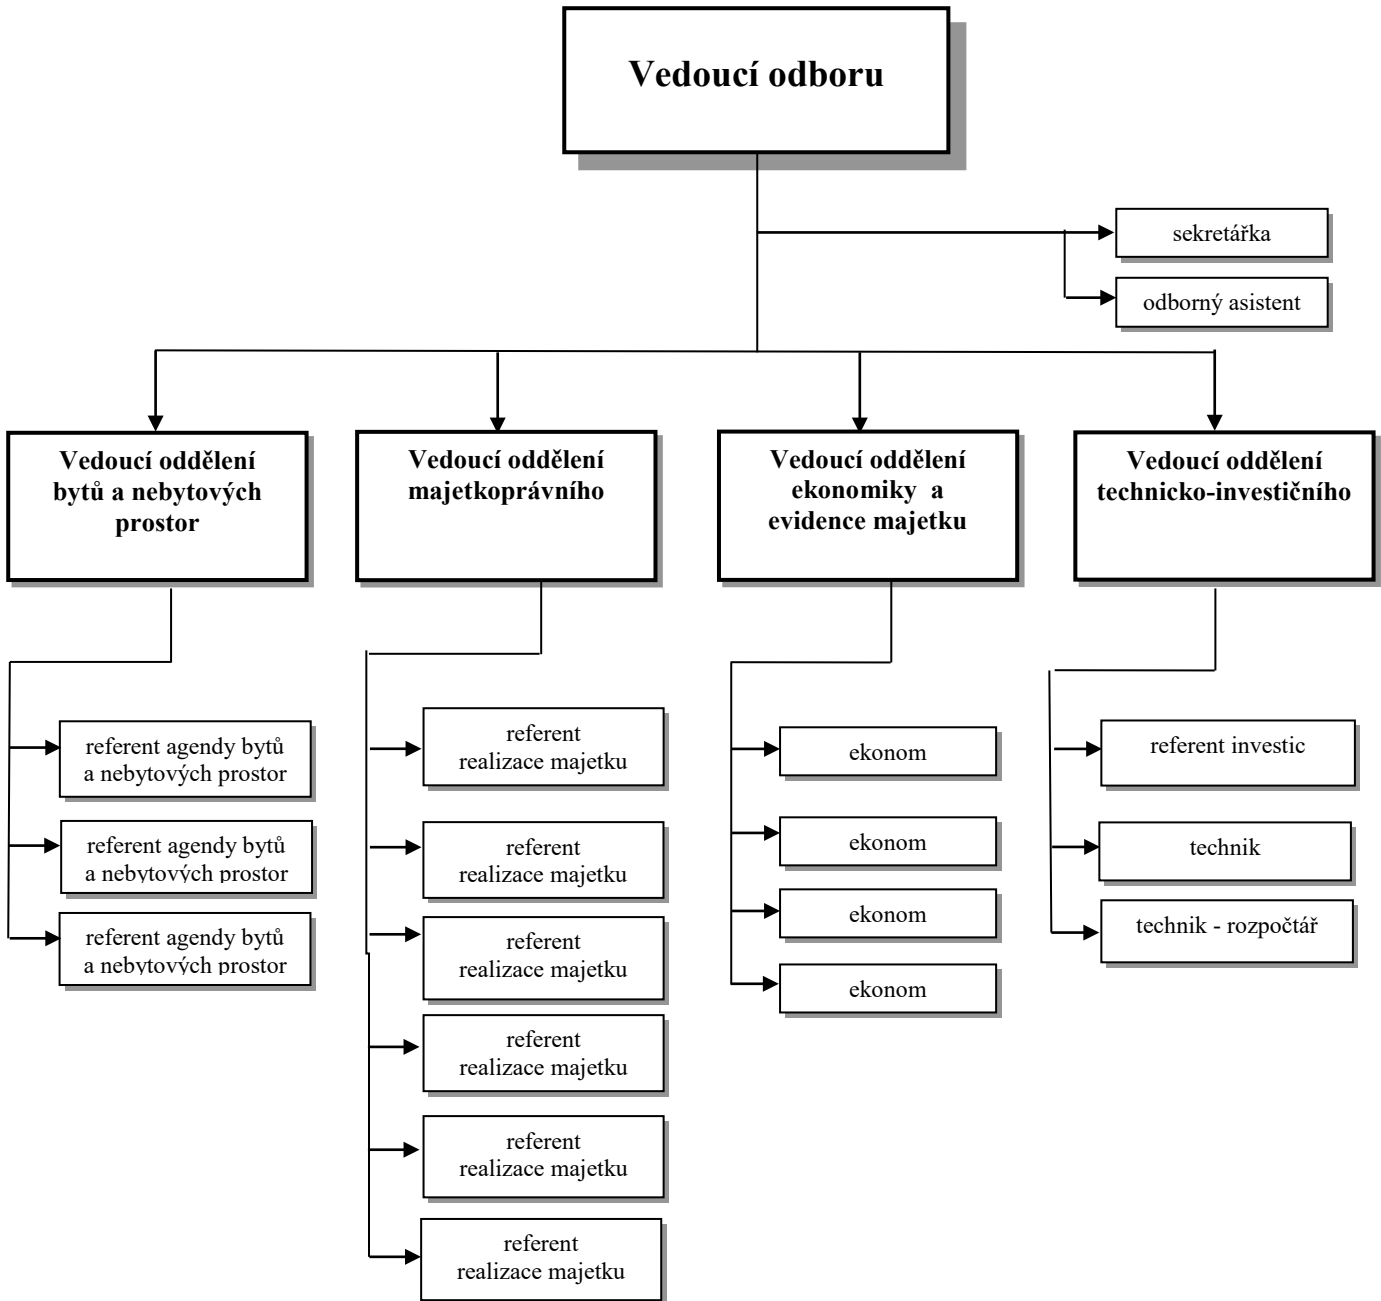 Vedoucí odboru
sekretářka
odborný asistent
Vedoucí oddělení
bytů a nebytových
prostor
Vedoucí oddělení
majetkoprávního
Vedoucí oddělení
ekonomiky a
evidence majetku
Vedoucí oddělení
technicko-investičního
referent agendy bytů
a nebytových prostor
referent agendy bytů
a nebytových prostor
referent agendy bytů
a nebytových prostor
referent
realizace majetku
referent
realizace majetku
referent
realizace majetku
referent
realizace majetku
referent
realizace majetku
referent
realizace majetku
ekonom
ekonom
ekonom
ekonom
referent investic
technik
technik - rozpočtář